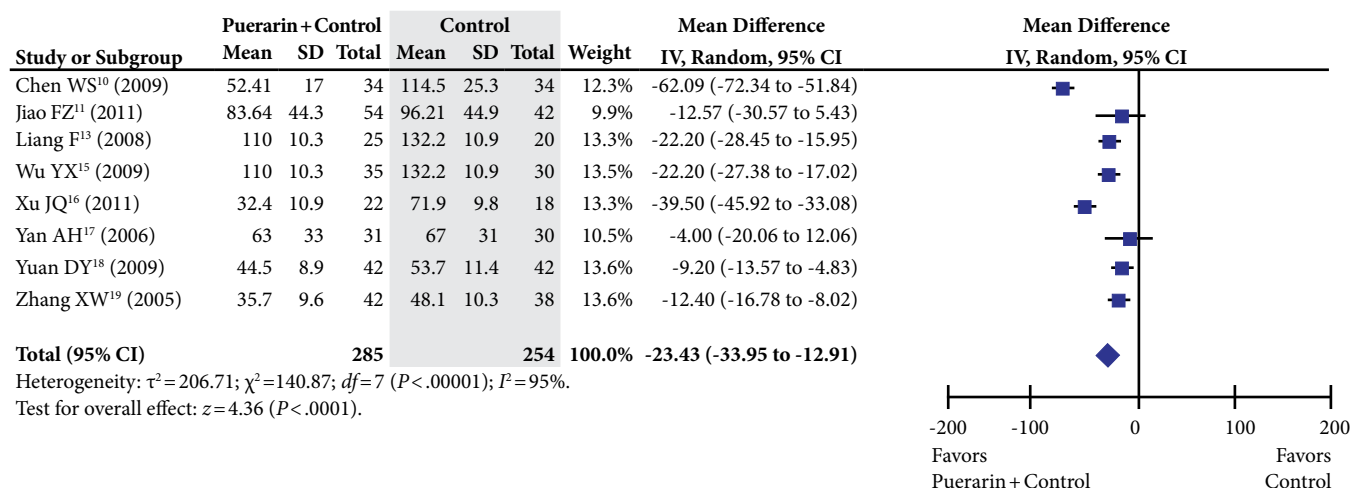 Puerarin+Control Control Mean Difference Mean Difference
Study or Subgroup Mean SD Total Mean SD Total Weight IV, Random, 95% CI IV, Random, 95% CI
Chen WS¹⁰ (2009) 52.41 17 34 114.5 25.3 34 12.3% -62.09 (-72.34 to -51.84)
Jiao FZ¹¹ (2011) 83.64 44.3 54 96.21 44.9 42 9.9% -12.57 (-30.57 to 5.43)
Liang F¹³ (2008) 110 10.3 25 132.2 10.9 20 13.3% -22.20 (-28.45 to -15.95)
Wu YX¹⁵ (2009) 110 10.3 35 132.2 10.9 30 13.5% -22.20 (-27.38 to -17.02)
Xu JQ¹⁶ (2011) 32.4 10.9 22 71.9 9.8 18 13.3% -39.50 (-45.92 to -33.08)
Yan AH¹⁷ (2006) 63 33 31 67 31 30 10.5% -4.00 (-20.06 to 12.06)
Yuan DY¹⁸ (2009) 44.5 8.9 42 53.7 11.4 42 13.6% -9.20 (-13.57 to -4.83)
Zhang XW¹⁹ (2005) 35.7 9.6 42 48.1 10.3 38 13.6% -12.40 (-16.78 to -8.02)
Total (95% CI) 285 254 100.0% -23.43 (-33.95 to -12.91)
Heterogeneity: τ²=206.71; χ²=140.87; df=7 (P<.00001); I²=95%.
Test for overall effect: z=4.36 (P<.0001).
-200 -100 0 100 200
Favors Favors
Puerarin+Control Control